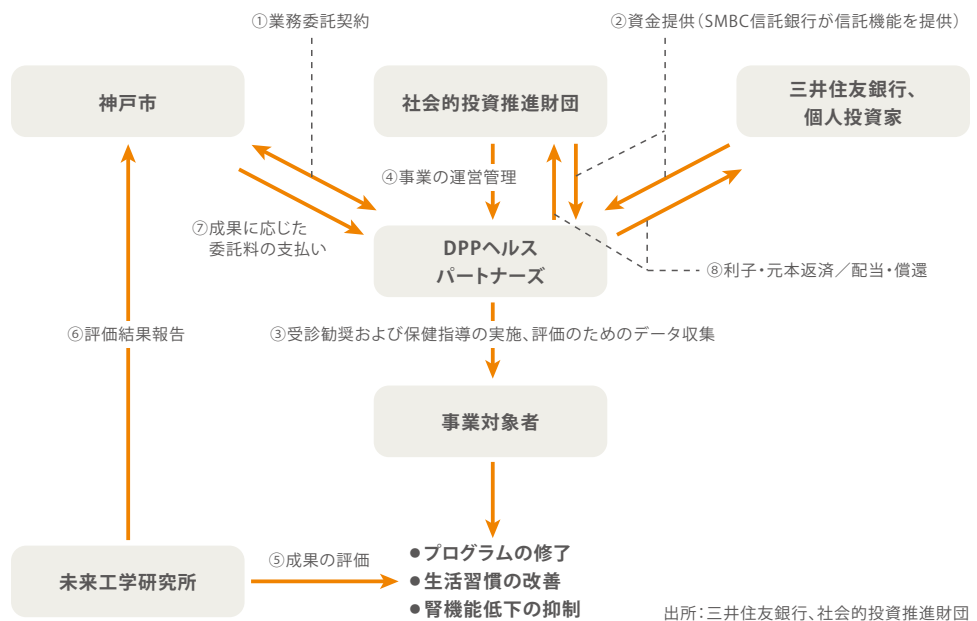 ①業務委託契約
②資金提供（SMBC信託銀行が信託機能を提供）
神戸市
社会的投資推進財団
三井住友銀行、
個人投資家
④事業の運営管理
⑦成果に応じた
委託料の支払い
DPPヘルス
パートナーズ
⑧利子・元本返済／配当・償還
⑥評価結果報告
③受診勧奨および保健指導の実施、評価のためのデータ収集
事業対象者
未来工学研究所
⑤成果の評価
●プログラムの修了
●生活習慣の改善
●腎機能低下の抑制
出所：三井住友銀行、社会的投資推進財団